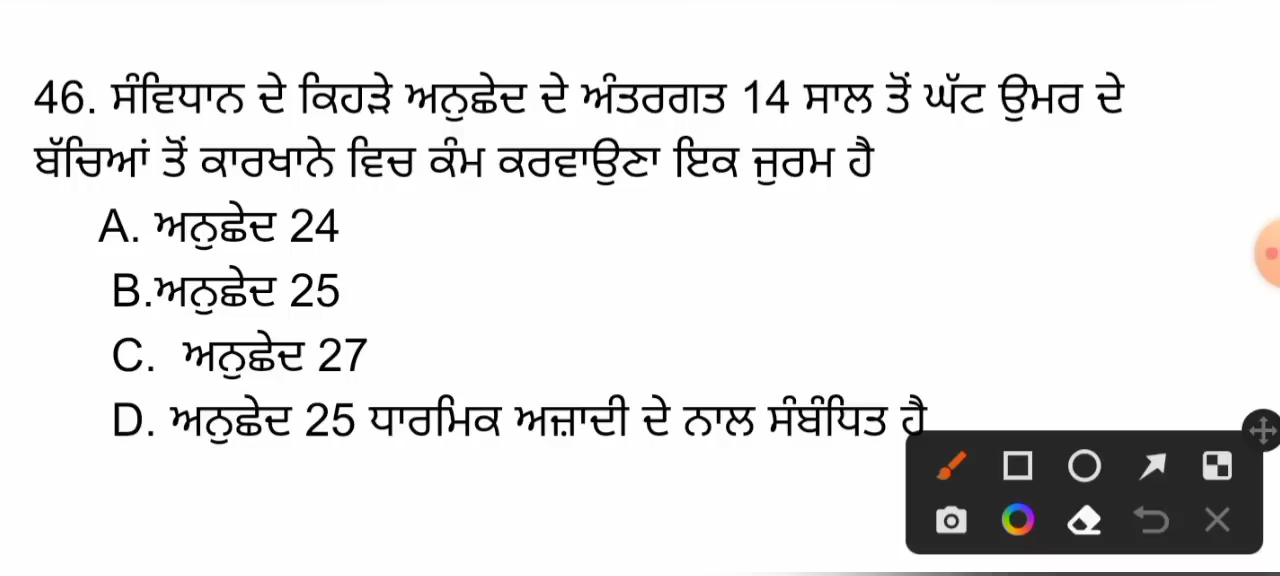 46. ਸੰਵਿਧਾਨ ਦੇ ਕਿਹੜੇ ਅਨੁਛੇਦ ਦੇ ਅੰਤਰਗਤ 14 ਸਾਲ ਤੋਂ ਘੱਟ ਉਮਰ ਦੇ
ਬੱਚਿਆਂ ਤੋਂ ਕਾਰਖਾਨੇ ਵਿਚ ਕੰਮ ਕਰਵਾਉਣਾ ਇਕ ਜੁਰਮ ਹੈ
A. ਅਨੁਛੇਦ 24
B.ਅਨੁਛੇਦ 25
C. ਅਨੁਛੇਦ 27
D. ਅਨੁਛੇਦ 25 ਧਾਰਮਿਕ ਅਜ਼ਾਦੀ ਦੇ ਨਾਲ ਸੰਬੰਧਿਤ ਹੈ